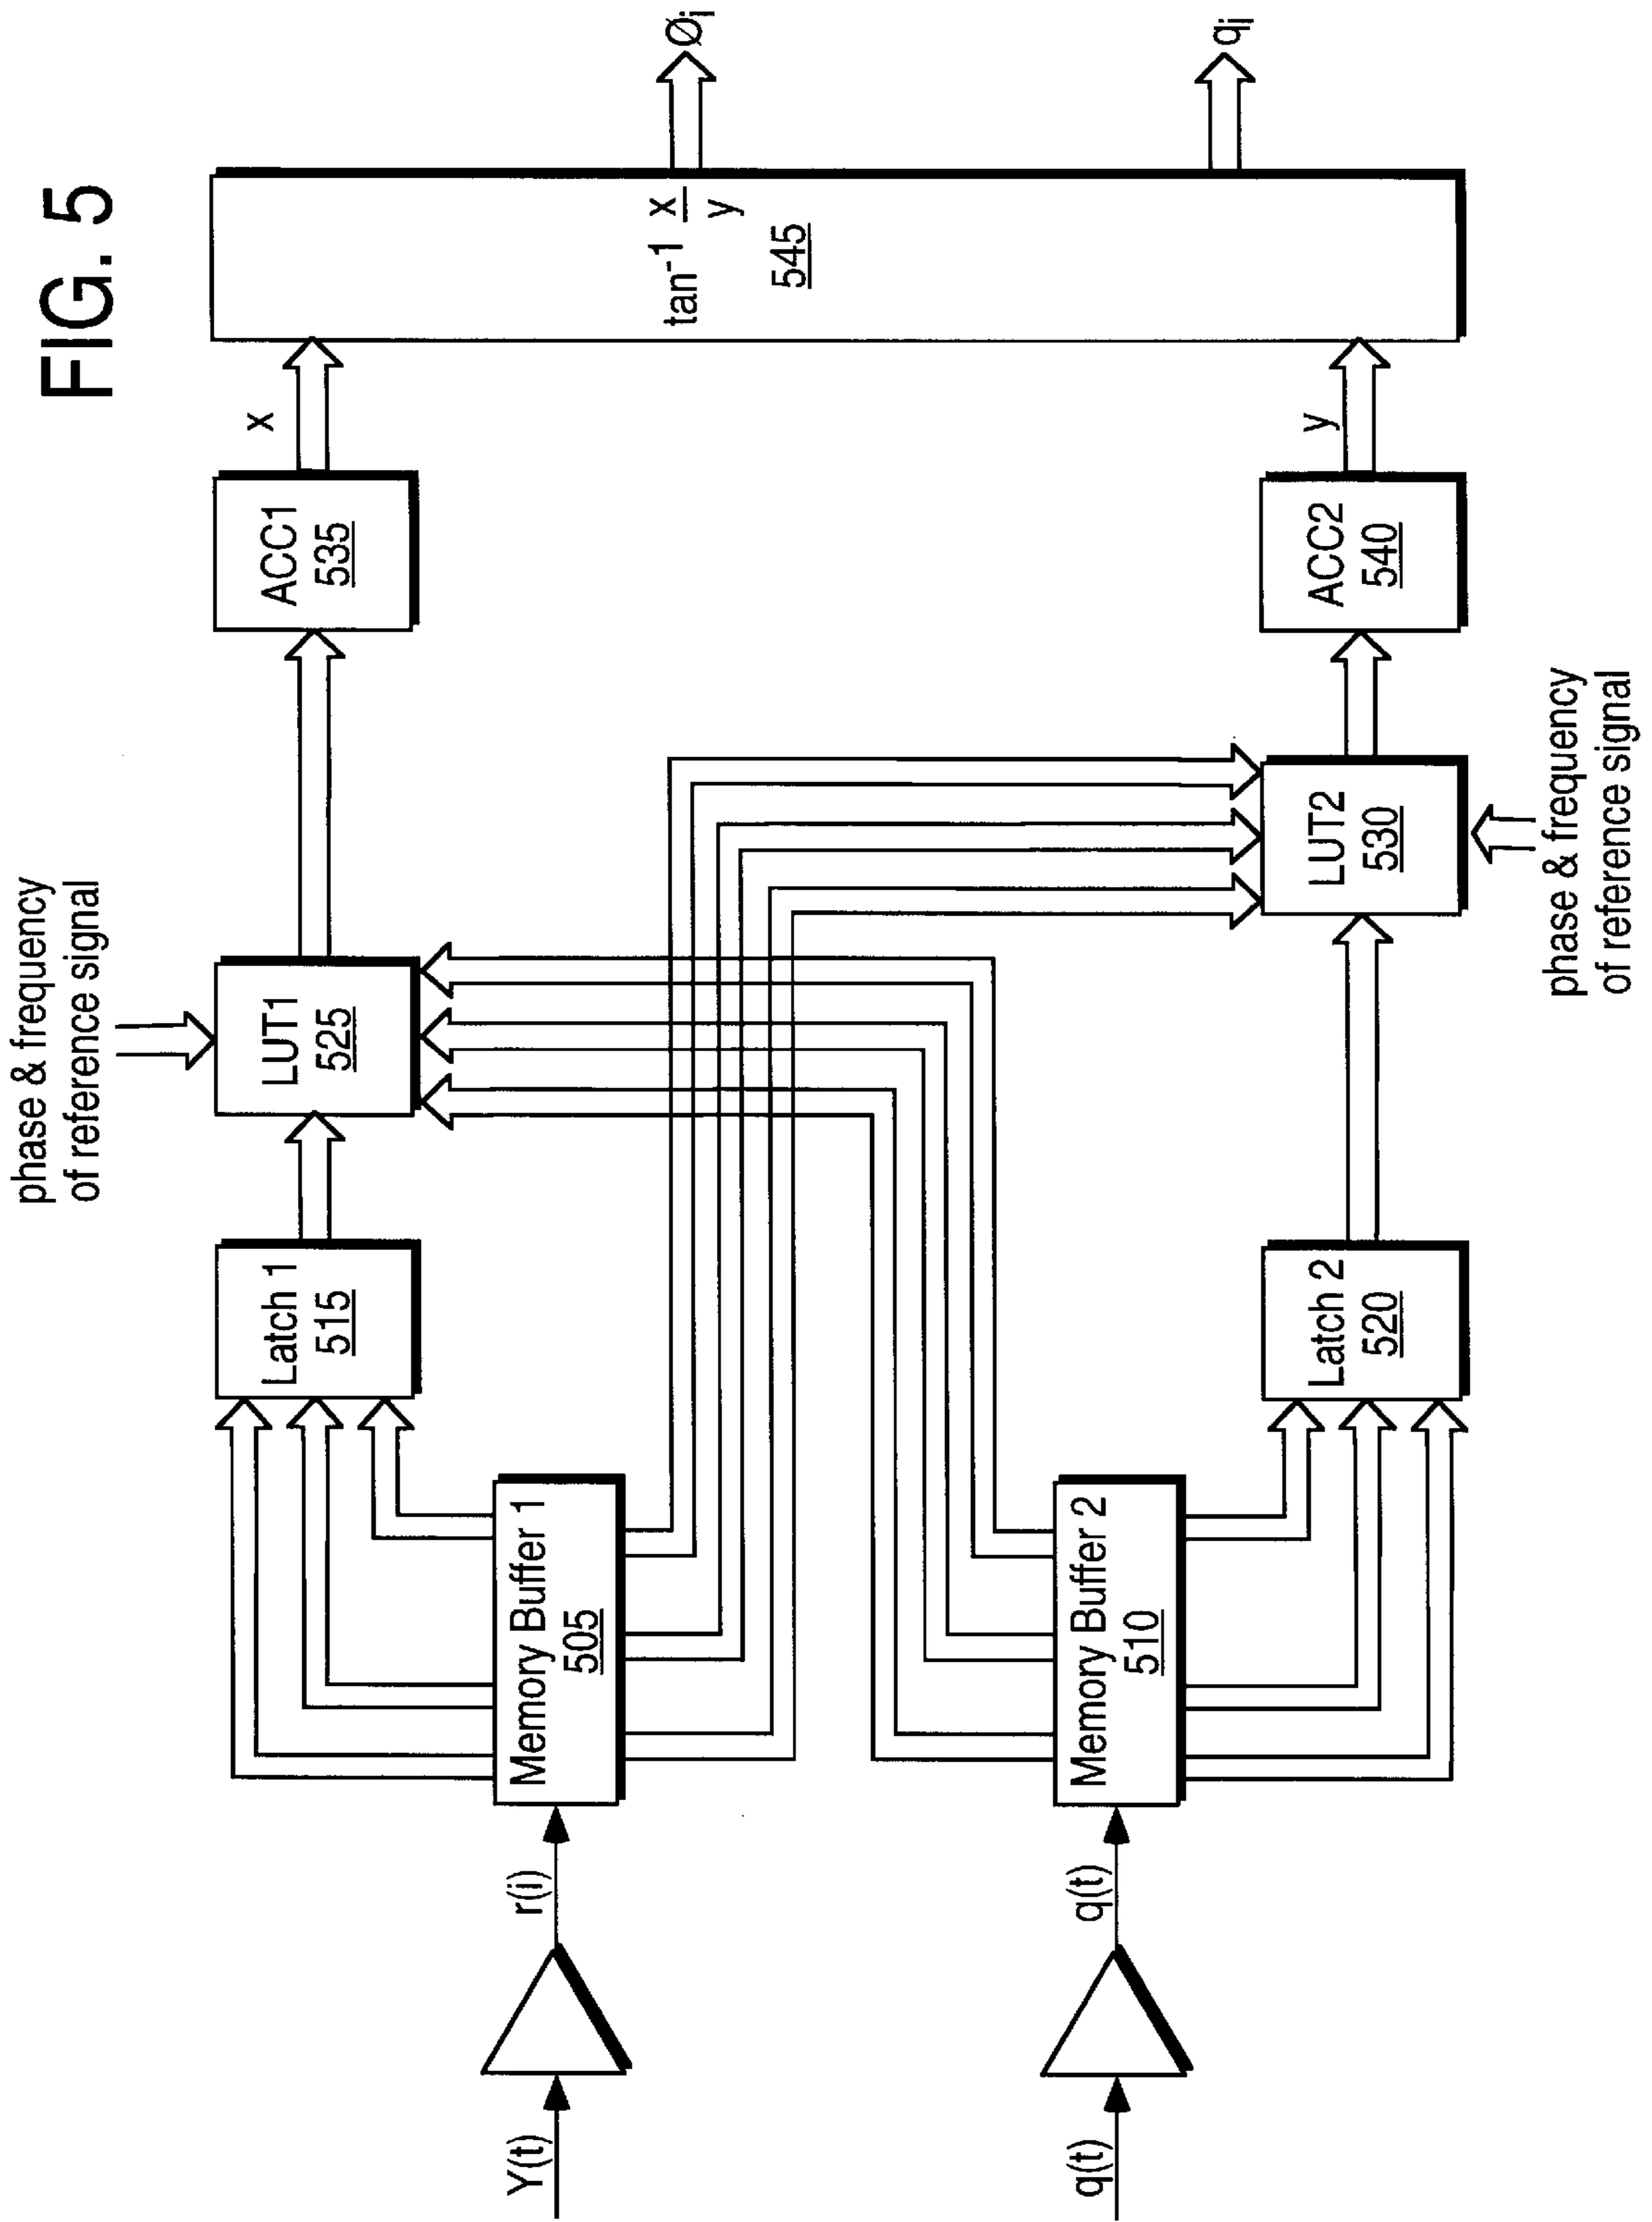 FIG. 5
phase & frequency
of reference signal
Latch 1
515
LUT1
525
ACC1
535
x
Y(t)
r(i)
Memory Buffer 1
505
tan-1 x
y
545
Øi
q(t)
q(t)
Memory Buffer 2
510
qi
Latch 2
520
LUT2
530
ACC2
540
y
phase & frequency
of reference signal